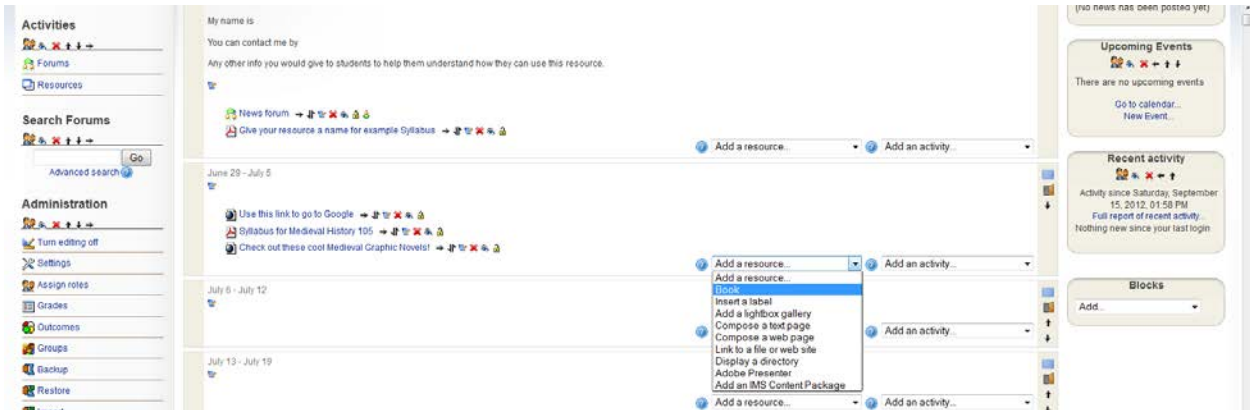 Activities
Forums
Resources
Search Forums
Go
Advanced search
Administration
Turn editing off
Settings
Assign roles
Grades
Outcomes
Groups
Backup
Restore
My name is
You can contact me by
Any other info you would give to students to help them understand how they can use this resource.
News forum
Give your resource a name for example Syllabus
Add a resource... Add an activity...
June 29 - July 5
Use this link to go to Google
Syllabus for Medieval History 105
Check out these cool Medieval Graphic Novels!
Add a resource... Add an activity...
Add a resource...
Book
Insert a label
Add a lightbox gallery
Compose a text page
Compose a web page
Link to a file or web site
Display a directory
Adobe Presenter
Add an IMS Content Package
July 6 - July 12
Add an activity...
July 13 - July 19
Add a resource... Add an activity...
(No news has been posted yet)
Upcoming Events
There are no upcoming events
Go to calendar...
New Event...
Recent activity
Activity since Saturday, September
15, 2012, 01:58 PM
Full report of recent activity...
Nothing new since your last login
Blocks
Add...